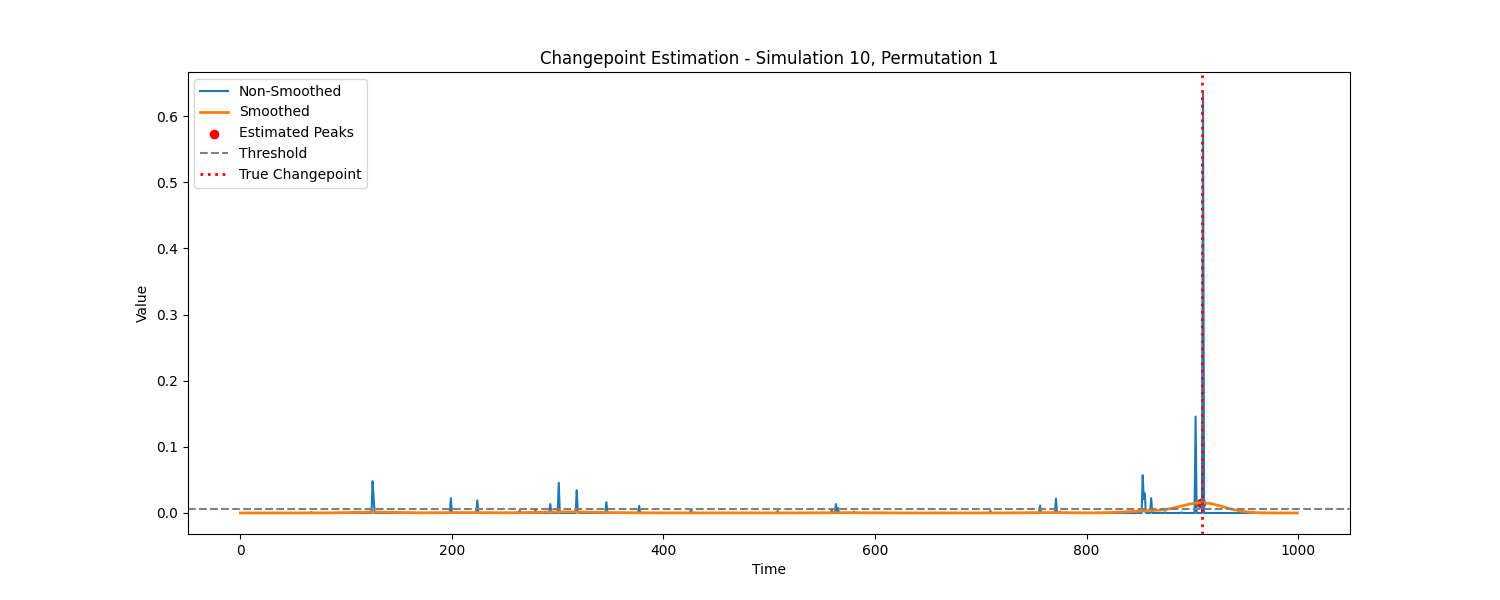 Changepoint Estimation - Simulation 10, Permutation 1
Non-Smoothed
Smoothed
Estimated Peaks
Threshold
True Changepoint
0.6
0.5
0.4
0.3
0.2
0.1
0.0
Value
0
200
400
600
800
1000
Time